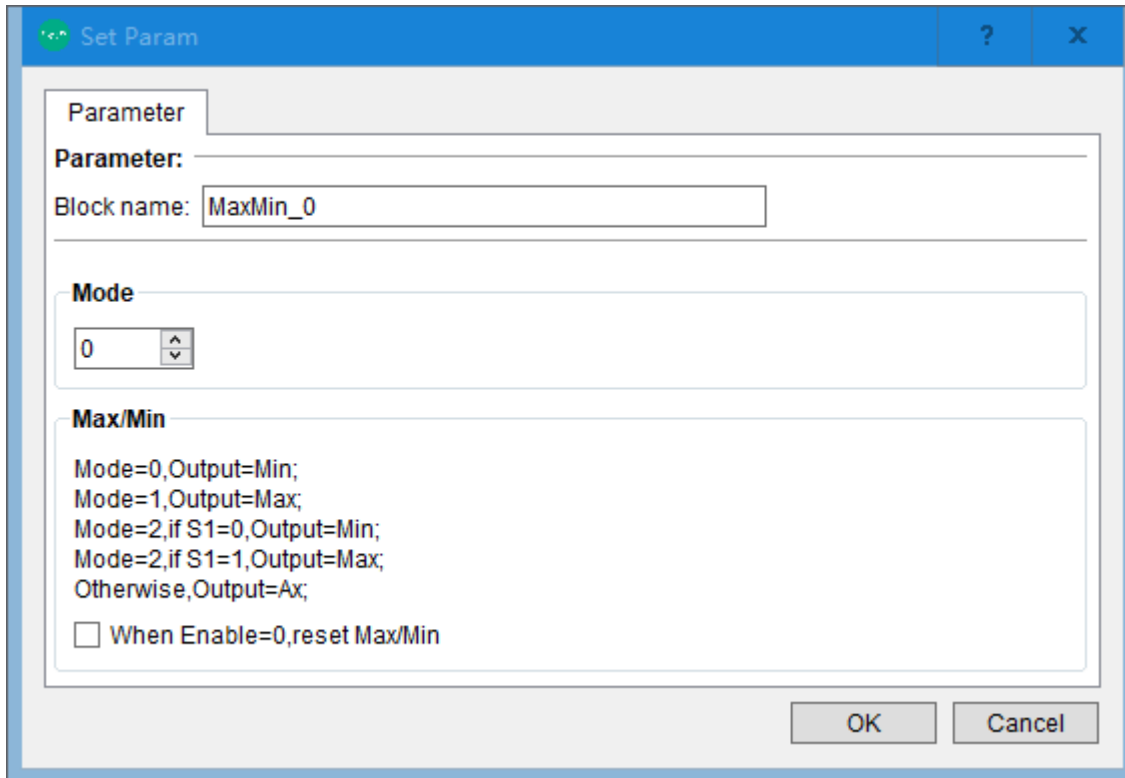 Set Param
?
x
Parameter
Parameter:
Block name: MaxMin_0
Mode
0
Max/Min
Mode=0,Output=Min;
Mode=1,Output=Max;
Mode=2,if S1=0,Output=Min;
Mode=2,if S1=1,Output=Max;
Otherwise,Output=Ax;
When Enable=0,reset Max/Min
OK Cancel